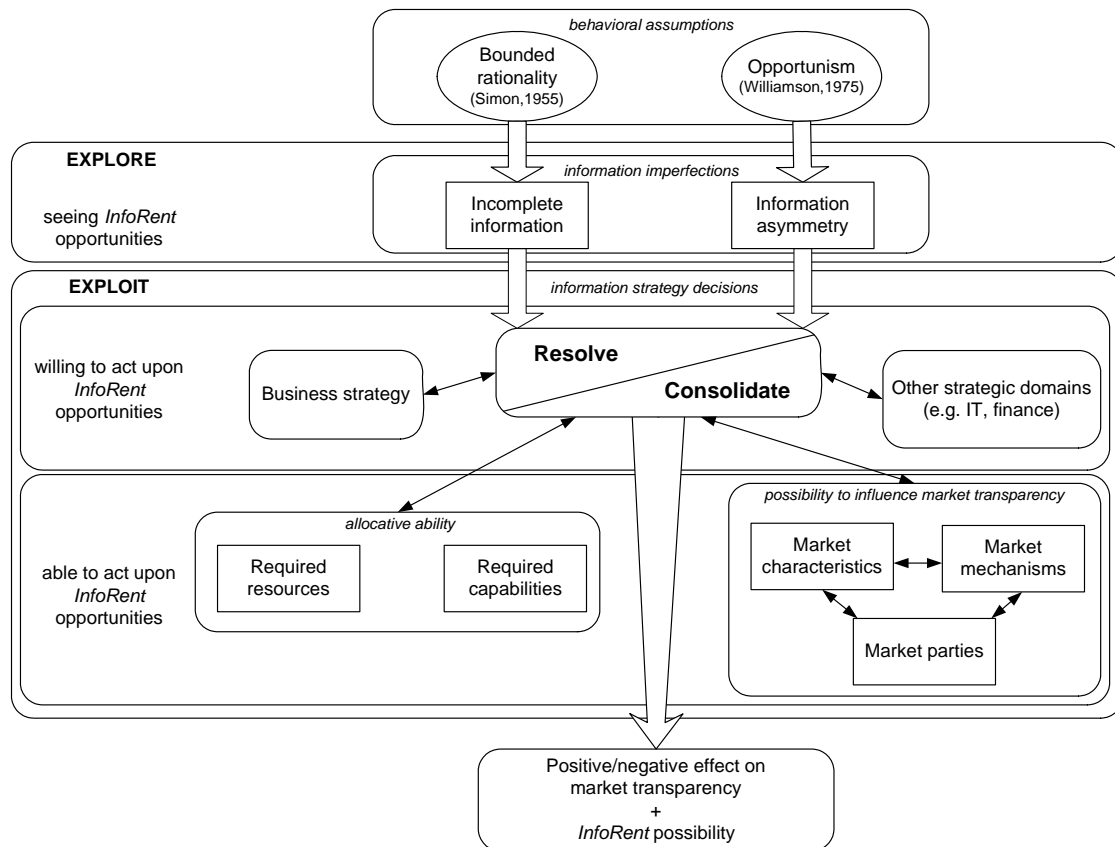 behavioral assumptions
Bounded
rationality
(Simon,1955)
Opportunism
(Williamson,1975)
EXPLORE
seeing InfoRent
opportunities
information imperfections
Incomplete
information
Information
asymmetry
EXPLOIT
information strategy decisions
willing to act upon
InfoRent
opportunities
Business strategy
Resolve
Consolidate
Other strategic domains
(e.g. IT, finance)
able to act upon
InfoRent
opportunities
allocative ability
Required
resources
Required
capabilities
possibility to influence market transparency
Market
characteristics
Market
mechanisms
Market parties
Positive/negative effect on
market transparency
+
InfoRent possibility